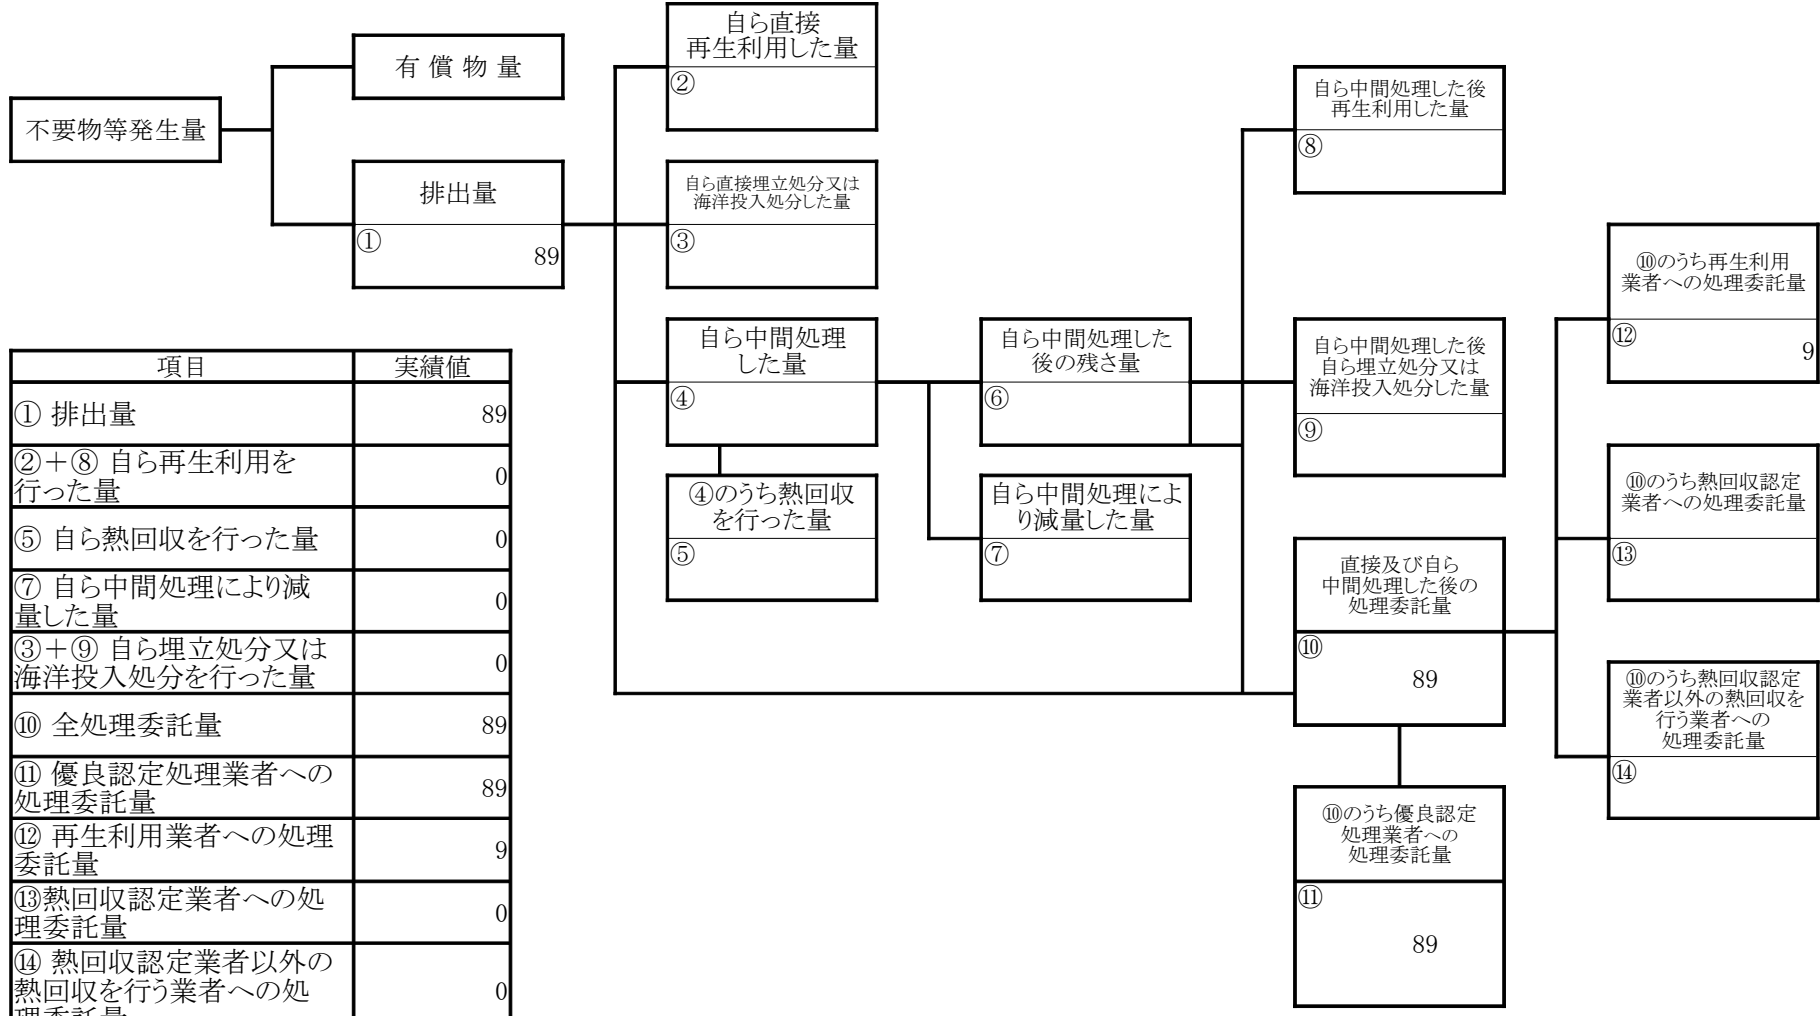 不要物等発生量
有 償 物 量
排出量
①
89
自ら直接
再生利用した量
②
自ら直接埋立処分又は
海洋投入処分した量
③
自ら中間処理
した量
④
④のうち熱回収
を行った量
⑤
自ら中間処理した
後の残さ量
⑥
自ら中間処理によ
り減量した量
⑦
自ら中間処理した後
再生利用した量
⑧
自ら中間処理した後
自ら埋立処分又は
海洋投入処分した量
⑨
直接及び自ら
中間処理した後の
処理委託量
⑩
89
⑩のうち優良認定
処理業者への
処理委託量
⑪
89
⑩のうち再生利用
業者への処理委託量
⑫
9
⑩のうち熱回収認定
業者への処理委託量
⑬
⑩のうち熱回収認定
業者以外の熱回収を
行う業者への
処理委託量
⑭
項目 実績値
① 排出量 89
②＋⑧ 自ら再生利用を
行った量 0
⑤ 自ら熱回収を行った量 0
⑦ 自ら中間処理により減
量した量 0
③＋⑨ 自ら埋立処分又は
海洋投入処分を行った量 0
⑩ 全処理委託量 89
⑪ 優良認定処理業者への
処理委託量 89
⑫ 再生利用業者への処理
委託量 9
⑬熱回収認定業者への処
理委託量 0
⑭ 熱回収認定業者以外の
熱回収を行う業者への処
理委託量 0